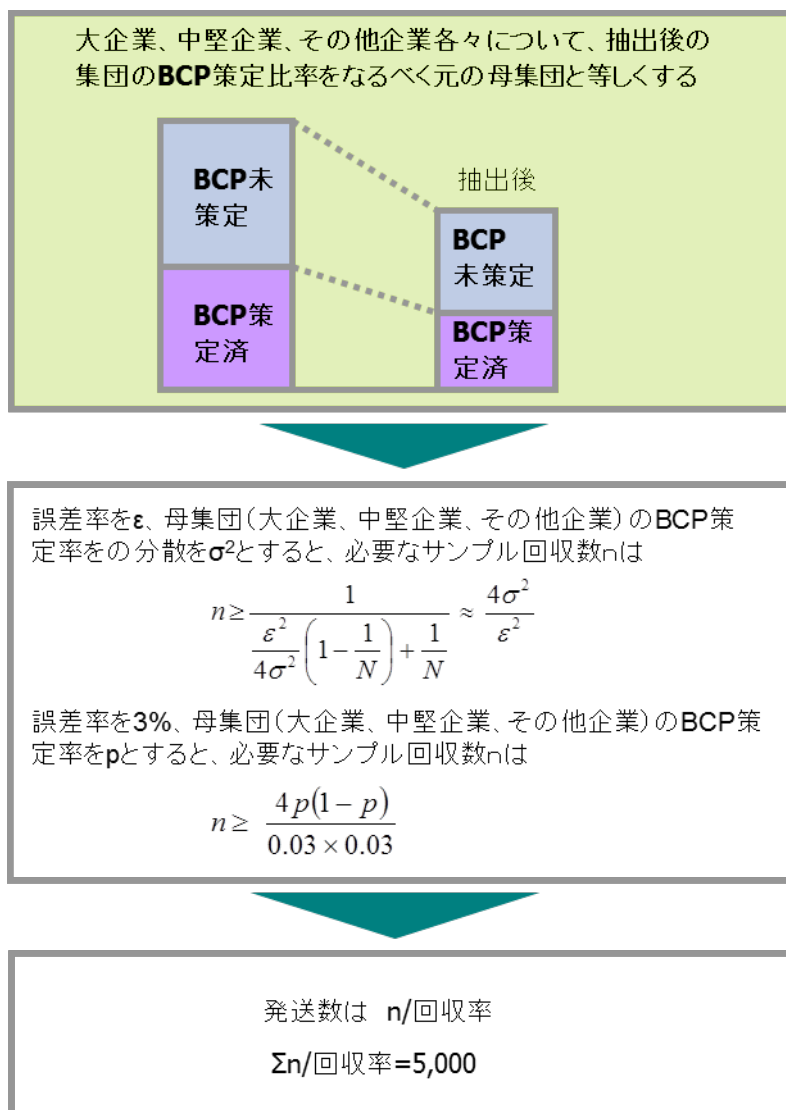 大企業、中堅企業、その他企業各々について、抽出後の
集団のBCP策定比率をなるべく元の母集団と等しくする
BCP未
策定
BCP策
定済
抽出後
BCP
未策定
BCP策
定済
誤差率をε、母集団(大企業、中堅企業、その他企業)のBCP策
定率をの分散をσ²とすると、必要なサンプル回収数nは
n ≥ 1 / (ε²/4σ² (1 − 1/N) + 1/N) ≈ 4σ²/ε²
誤差率を3%、母集団(大企業、中堅企業、その他企業)のBCP策
定率をpとすると、必要なサンプル回収数nは
n ≥ 4p(1 − p) / 0.03 × 0.03
発送数は n/回収率
Σn/回収率=5,000